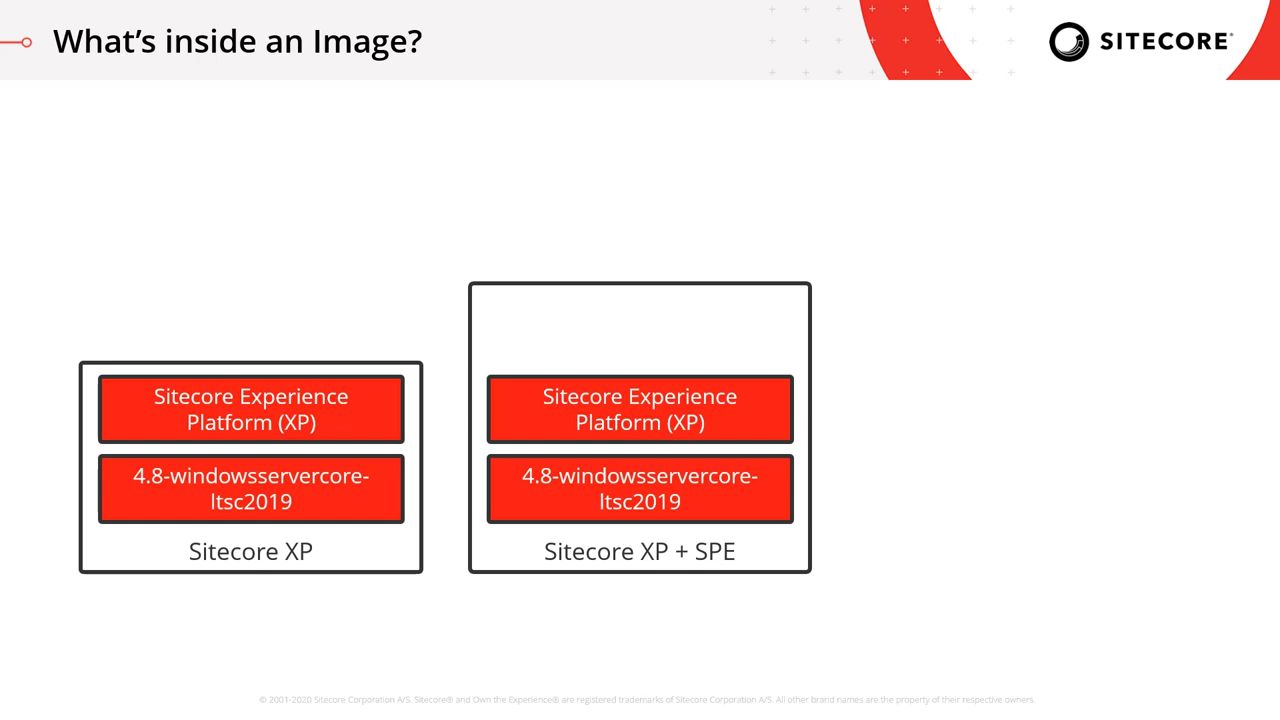 What’s inside an Image?
SITECORE®
Sitecore Experience
Platform (XP)
4.8-windowsservercore-
ltsc2019
Sitecore XP
Sitecore Experience
Platform (XP)
4.8-windowsservercore-
ltsc2019
Sitecore XP + SPE
© 2001-2020 Sitecore Corporation A/S. Sitecore® and Own the Experience® are registered trademarks of Sitecore Corporation A/S. All other brand names are the property of their respective owners.